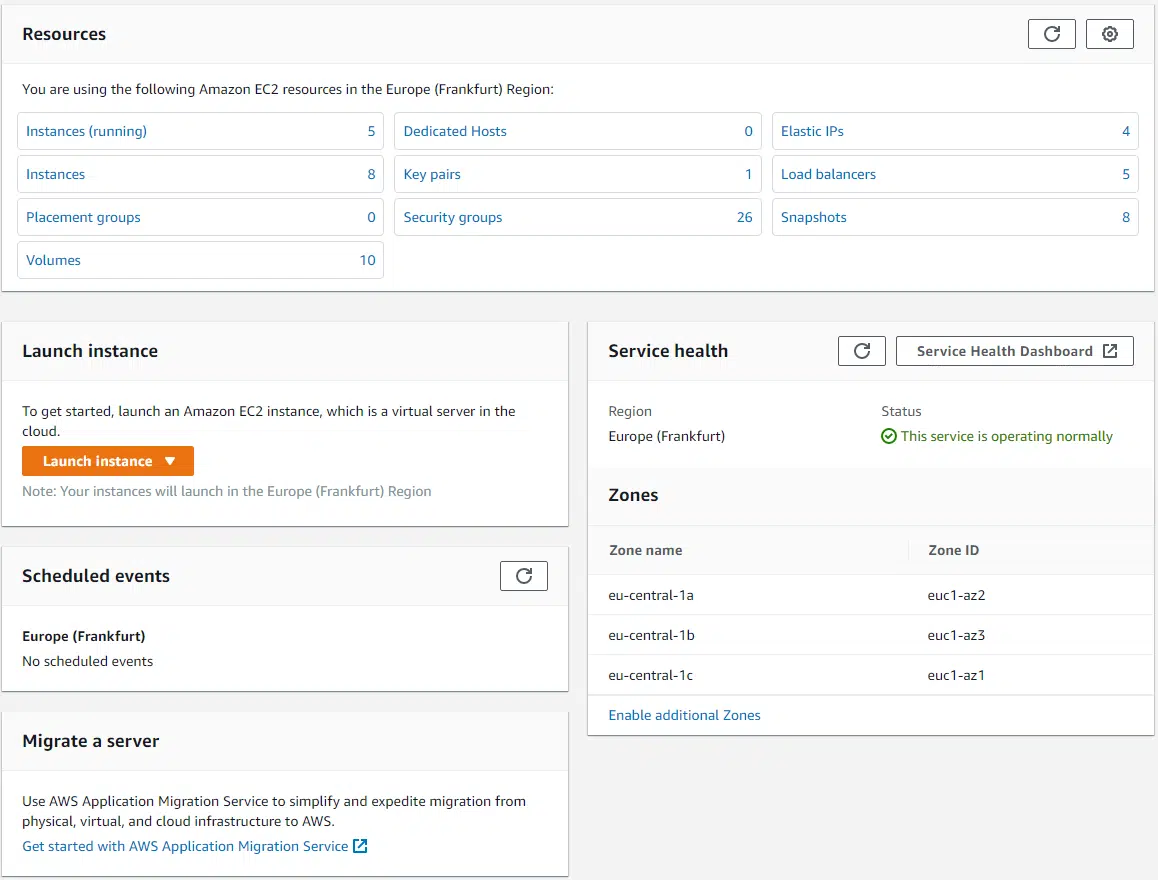 Resources
You are using the following Amazon EC2 resources in the Europe (Frankfurt) Region:
Instances (running) 5
Dedicated Hosts 0
Elastic IPs 4
Instances 8
Key pairs 1
Load balancers 5
Placement groups 0
Security groups 26
Snapshots 8
Volumes 10
Launch instance
To get started, launch an Amazon EC2 instance, which is a virtual server in the
cloud.
Launch instance
Note: Your instances will launch in the Europe (Frankfurt) Region
Scheduled events
Europe (Frankfurt)
No scheduled events
Migrate a server
Use AWS Application Migration Service to simplify and expedite migration from
physical, virtual, and cloud infrastructure to AWS.
Get started with AWS Application Migration Service
Service health
Service Health Dashboard
Region
Europe (Frankfurt)
Status
This service is operating normally
Zones
Zone name Zone ID
eu-central-1a euc1-az2
eu-central-1b euc1-az3
eu-central-1c euc1-az1
Enable additional Zones